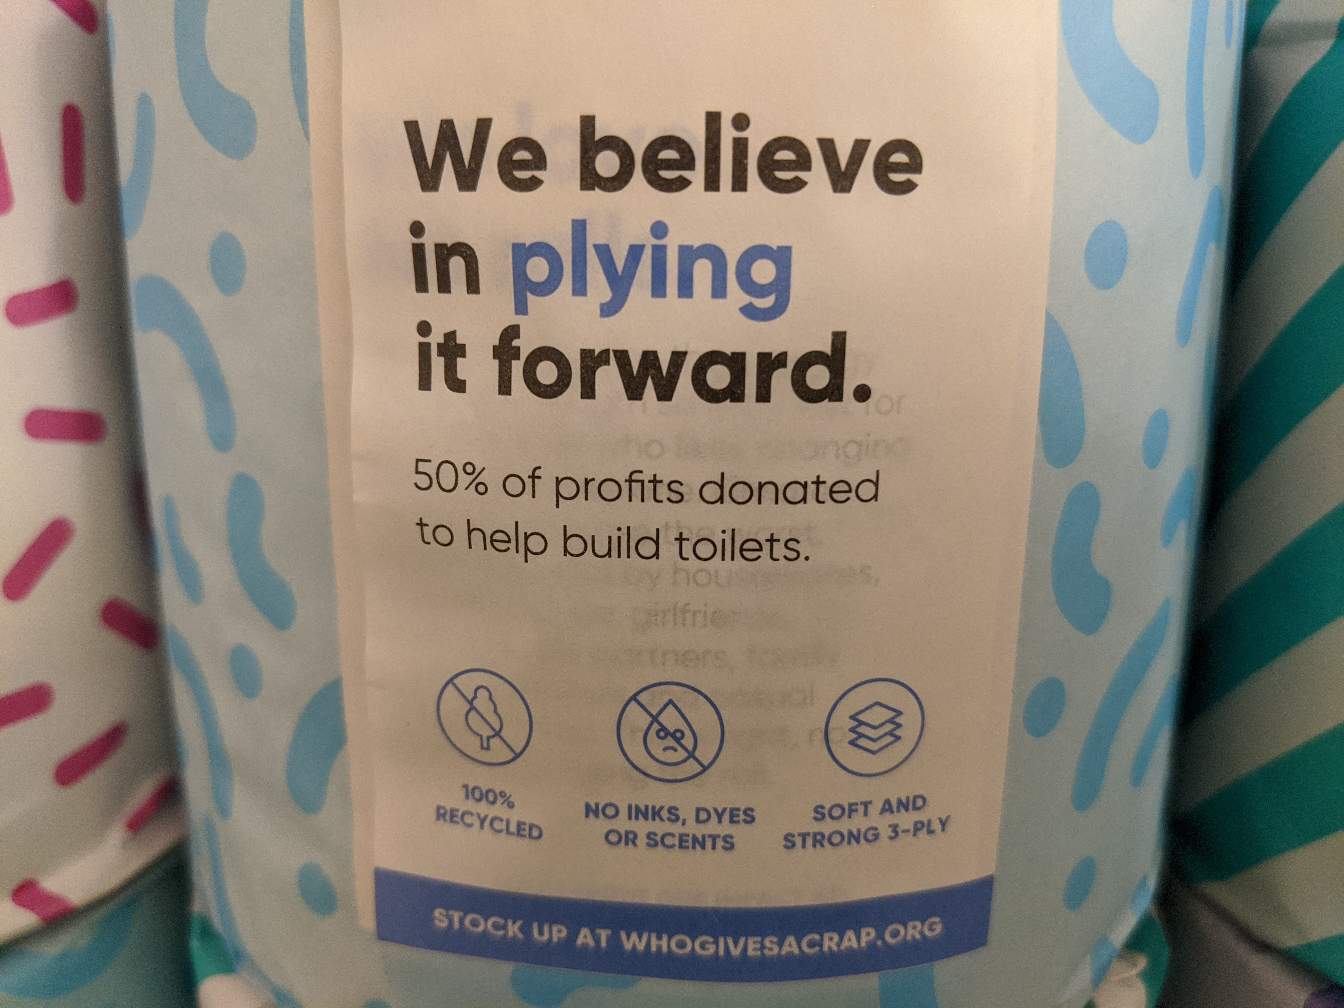 We believe
in plying
it forward.
50% of profits donated
to help build toilets.
100%
RECYCLED
NO INKS, DYES
OR SCENTS
SOFT AND
STRONG 3-PLY
STOCK UP AT WHOGIVESACRAP.ORG